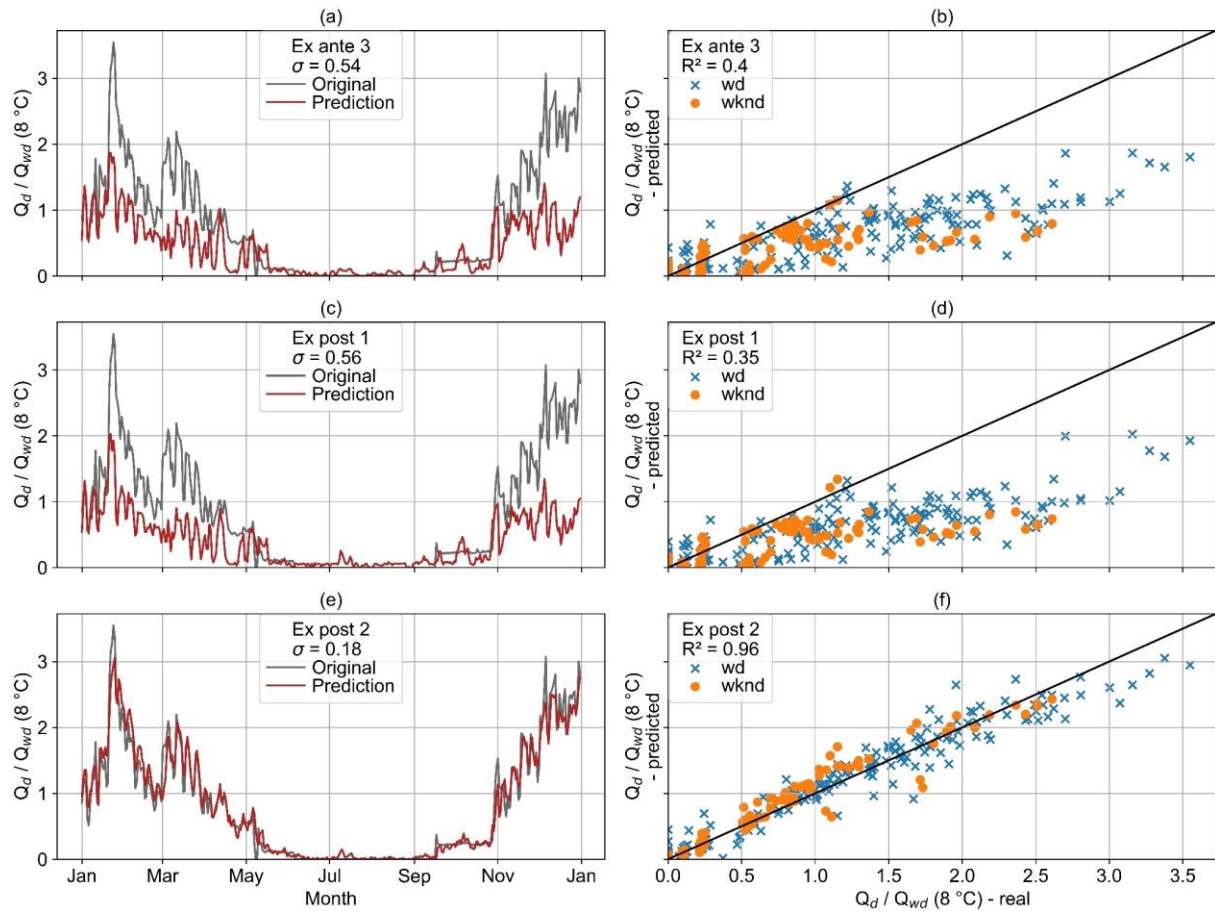 (a)
Q_d / Q_wd (8 °C)
3
2
1
0
Ex ante 3
σ = 0.54
Original
Prediction
(b)
Q_d / Q_wd (8 °C)
- predicted
Ex ante 3
R² = 0.4
wd
wknd
(c)
Q_d / Q_wd (8 °C)
3
2
1
0
Ex post 1
σ = 0.56
Original
Prediction
(d)
Q_d / Q_wd (8 °C)
- predicted
Ex post 1
R² = 0.35
wd
wknd
(e)
Q_d / Q_wd (8 °C)
3
2
1
0
Ex post 2
σ = 0.18
Original
Prediction
Jan Mar May Jul Sep Nov Jan
Month
(f)
Q_d / Q_wd (8 °C)
- predicted
Ex post 2
R² = 0.96
wd
wknd
0.0 0.5 1.0 1.5 2.0 2.5 3.0 3.5
Q_d / Q_wd (8 °C) - real